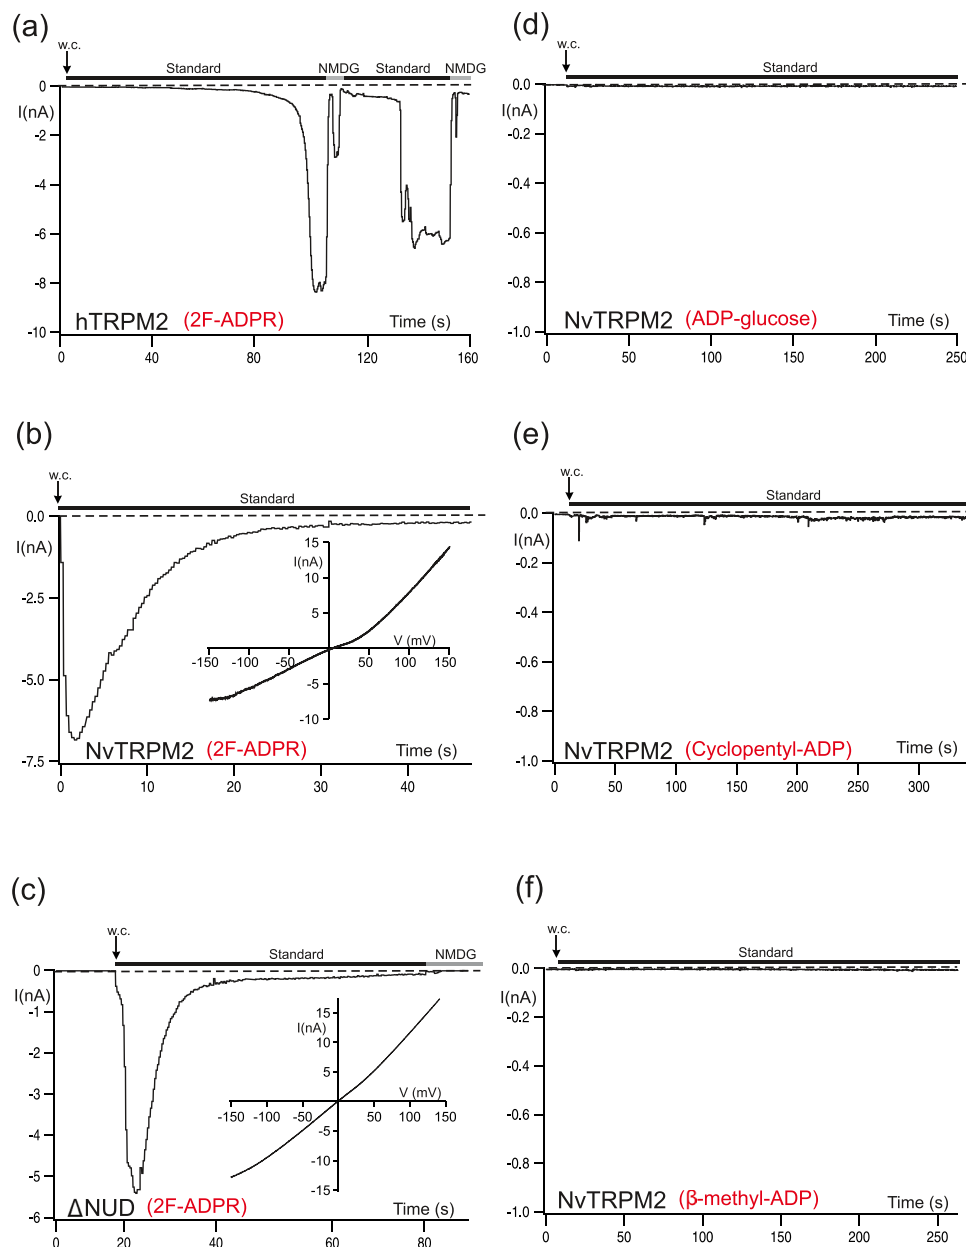 (a)
w.c.
Standard
NMDG
Standard
NMDG
0
I(nA)
-2
-4
-6
-8
-10
hTRPM2 (2F-ADPR) Time (s)
0 40 80 120 160
(b)
w.c.
Standard
0.0
I(nA)
-2.5
-5.0
-7.5
15
I(nA)
10
5
V (mV)
-150 -100 -50 50 100 150
-5
-10
NvTRPM2 (2F-ADPR) Time (s)
0 10 20 30 40
(c)
w.c.
Standard
NMDG
0
I(nA)
-1
-2
-3
-4
-5
-6
15
I(nA)
10
5
V (mV)
-150 -100 -50 50 100 150
-5
-10
-15
ΔNUD (2F-ADPR) Time (s)
0 20 40 60 80
(d)
w.c.
Standard
0.0
I(nA)
-0.2
-0.4
-0.6
-0.8
-1.0
NvTRPM2 (ADP-glucose) Time (s)
0 50 100 150 200 250
(e)
w.c.
Standard
0.0
I(nA)
-0.2
-0.4
-0.6
-0.8
-1.0
NvTRPM2 (Cyclopentyl-ADP) Time (s)
0 50 100 150 200 250 300
(f)
w.c.
Standard
0.0
I(nA)
-0.2
-0.4
-0.6
-0.8
-1.0
NvTRPM2 (β-methyl-ADP) Time (s)
0 50 100 150 200 250